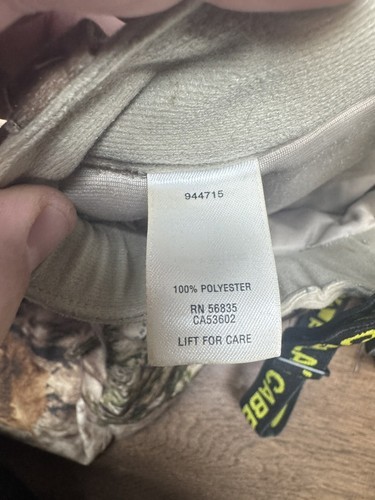 944715
100% POLYESTER
RN 56835
CA53602
LIFT FOR CARE
CABE